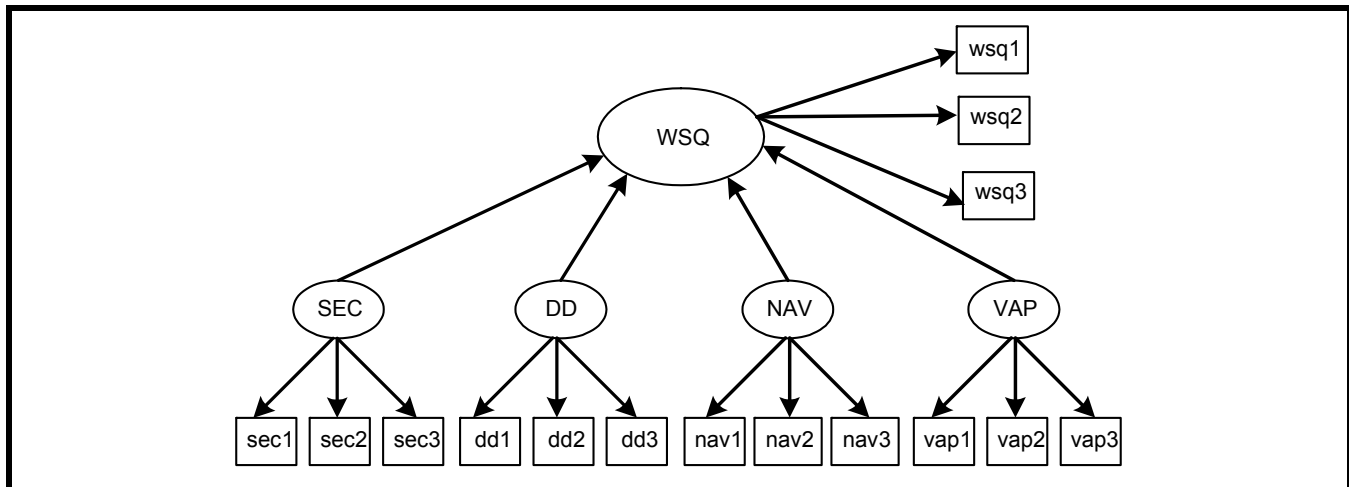 wsq1
WSQ
wsq2
wsq3
SEC DD NAV VAP
sec1 sec2 sec3 dd1 dd2 dd3 nav1 nav2 nav3 vap1 vap2 vap3